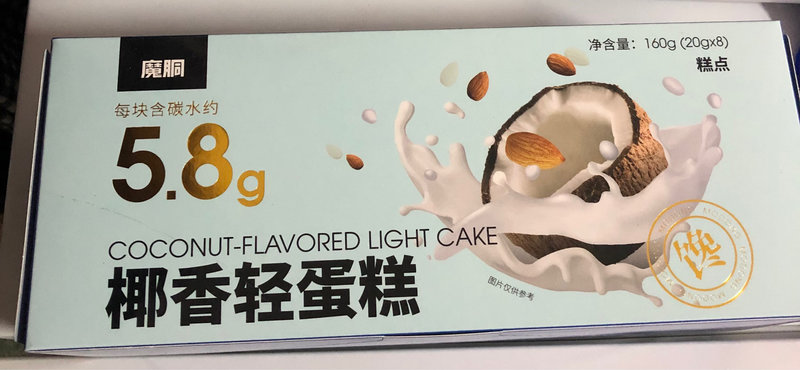 魔胴
每块含碳水约
5.8g
COCONUT-FLAVORED LIGHT CAKE
椰香轻蛋糕
净含量：160g (20gx8)
糕点
图片仅供参考
馋